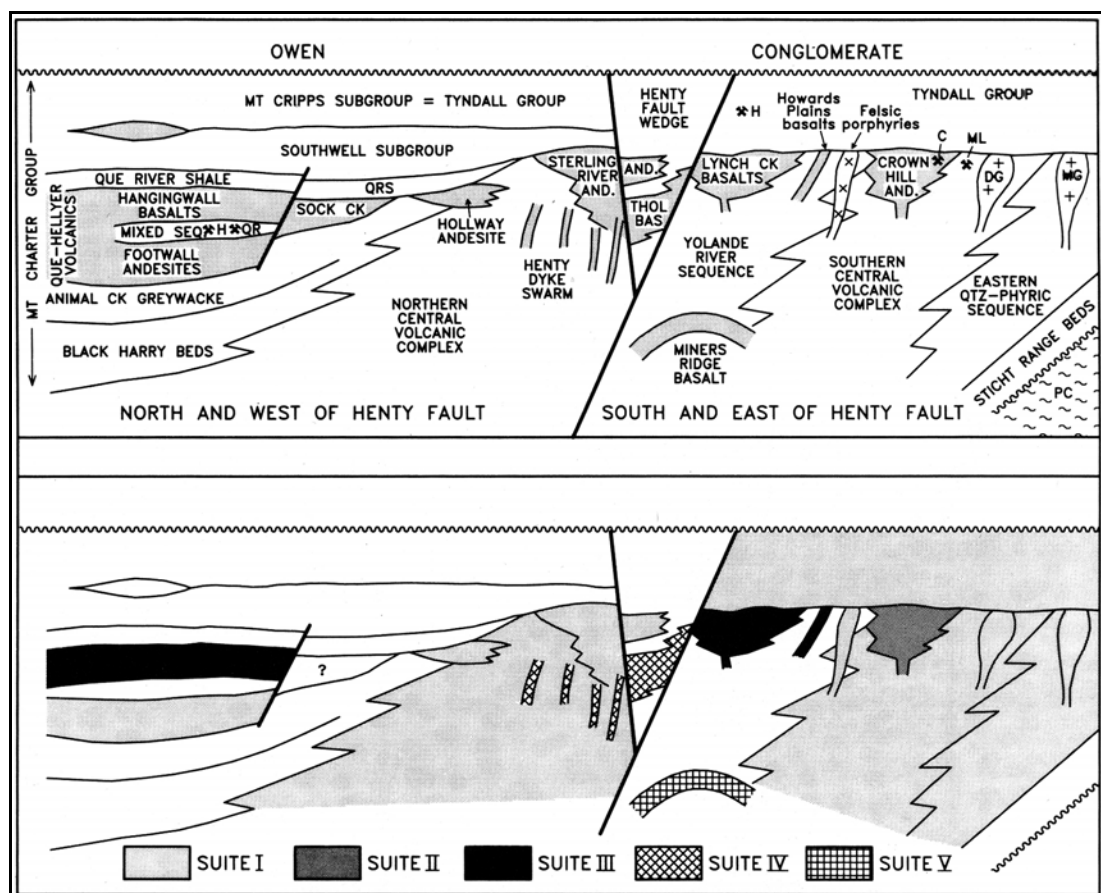 OWEN
CONGLOMERATE
MT CRIPPS SUBGROUP = TYNDALL GROUP
HENTY
FAULT
WEDGE
H
Howards
Plains
basalts
Felsic
porphyries
TYNDALL GROUP
C
ML
MT CHARTER GROUP
QUE-HELLYER
VOLCANICS
SOUTHWELL SUBGROUP
QUE RIVER SHALE
HANGINGWALL
BASALTS
MIXED SEQ H QR
FOOTWALL
ANDESITES
ANIMAL CK GREYWACKE
BLACK HARRY BEDS
QRS
SOCK CK
HOLLWAY
ANDESITE
STERLING
RIVER
AND.
AND.
THOL
BAS
HENTY
DYKE
SWARM
NORTHERN
CENTRAL
VOLCANIC
COMPLEX
LYNCH CK
BASALTS
CROWN
HILL
AND.
DG
MG
YOLANDE
RIVER
SEQUENCE
SOUTHERN
CENTRAL
VOLCANIC
COMPLEX
EASTERN
QTZ-PHYRIC
SEQUENCE
MINERS
RIDGE
BASALT
STICHT RANGE BEDS
PC
NORTH AND WEST OF HENTY FAULT
SOUTH AND EAST OF HENTY FAULT
?
SUITE I
SUITE II
SUITE III
SUITE IV
SUITE V